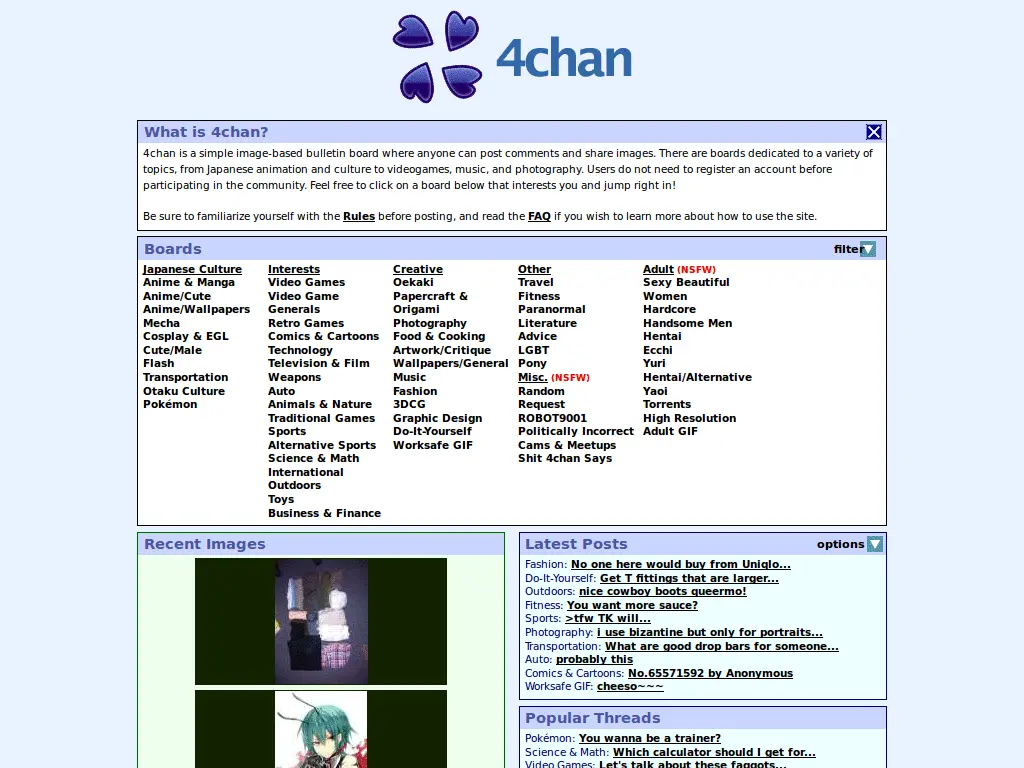 4chan
What is 4chan?
4chan is a simple image-based bulletin board where anyone can post comments and share images. There are boards dedicated to a variety of
topics, from Japanese animation and culture to videogames, music, and photography. Users do not need to register an account before
participating in the community. Feel free to click on a board below that interests you and jump right in!
Be sure to familiarize yourself with the Rules before posting, and read the FAQ if you wish to learn more about how to use the site.
Boards
filter
Japanese Culture
Anime & Manga
Anime/Cute
Anime/Wallpapers
Mecha
Cosplay & EGL
Cute/Male
Flash
Transportation
Otaku Culture
Pokémon
Interests
Video Games
Video Game
Generals
Retro Games
Comics & Cartoons
Technology
Television & Film
Weapons
Auto
Animals & Nature
Traditional Games
Sports
Alternative Sports
Science & Math
International
Outdoors
Toys
Business & Finance
Creative
Oekaki
Papercraft &
Origami
Photography
Food & Cooking
Artwork/Critique
Wallpapers/General
Music
Fashion
3DCG
Graphic Design
Do-It-Yourself
Worksafe GIF
Other
Travel
Fitness
Paranormal
Literature
Advice
LGBT
Pony
Misc. (NSFW)
Random
Request
ROBOT9001
Politically Incorrect
Cams & Meetups
Shit 4chan Says
Adult (NSFW)
Sexy Beautiful
Women
Hardcore
Handsome Men
Hentai
Ecchi
Yuri
Hentai/Alternative
Yaoi
Torrents
High Resolution
Adult GIF
Recent Images
Latest Posts
options
Fashion: No one here would buy from Uniqlo...
Do-It-Yourself: Get T fittings that are larger...
Outdoors: nice cowboy boots queermo!
Fitness: You want more sauce?
Sports: >tfw TK will...
Photography: i use bizantine but only for portraits...
Transportation: What are good drop bars for someone...
Auto: probably this
Comics & Cartoons: No.65571592 by Anonymous
Worksafe GIF: cheeso~~~
Popular Threads
Pokémon: You wanna be a trainer?
Science & Math: Which calculator should I get for...
Video Games: Let's talk about these faggots...